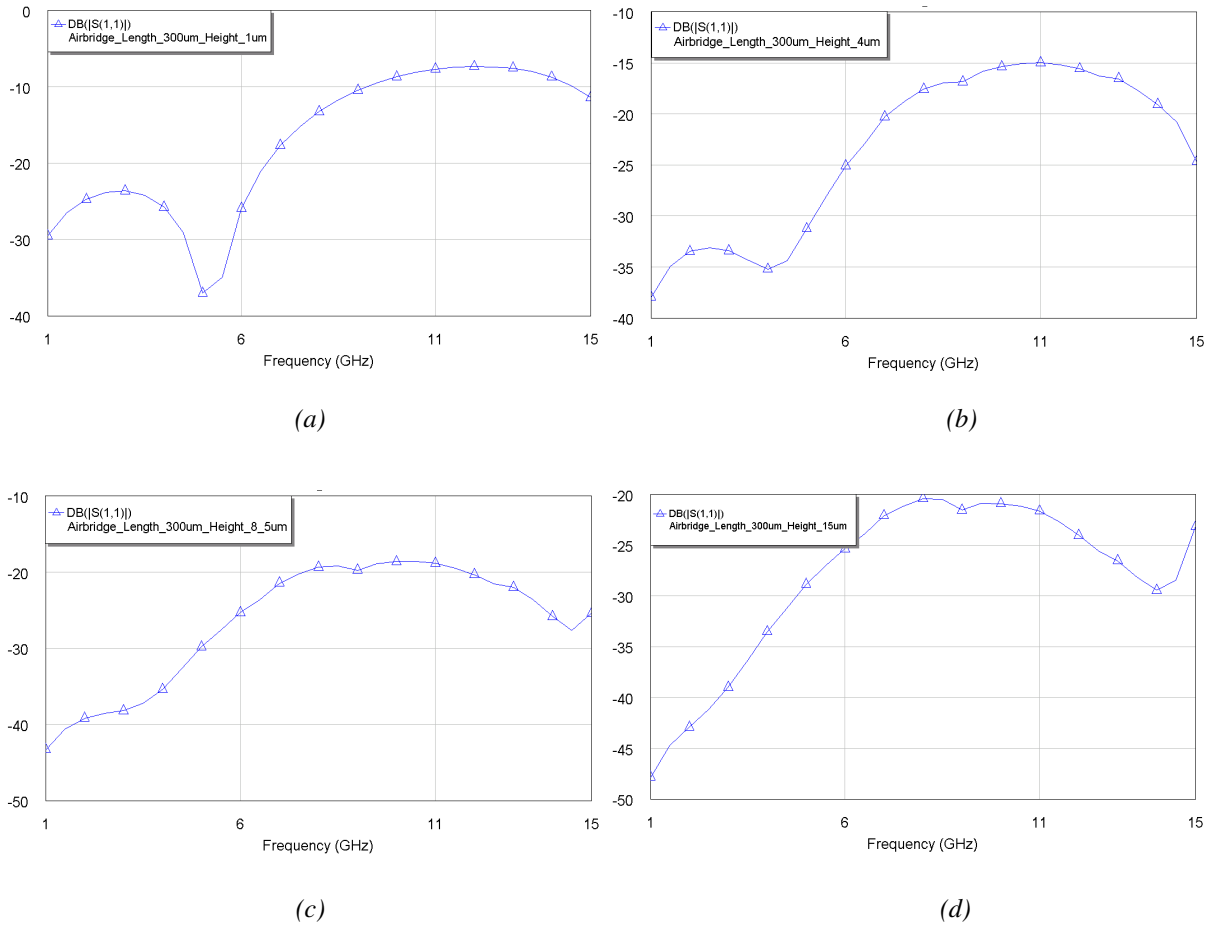 DB(|S(1,1)|)
Airbridge_Length_300um_Height_1um
0
-10
-20
-30
-40
1
6
11
15
Frequency (GHz)
(a)
DB(|S(1,1)|)
Airbridge_Length_300um_Height_4um
-10
-15
-20
-25
-30
-35
-40
1
6
11
15
Frequency (GHz)
(b)
DB(|S(1,1)|)
Airbridge_Length_300um_Height_8_5um
-10
-20
-30
-40
-50
1
6
11
15
Frequency (GHz)
(c)
DB(|S(1,1)|)
Airbridge_Length_300um_Height_15um
-20
-25
-30
-35
-40
-45
-50
1
6
11
15
Frequency (GHz)
(d)